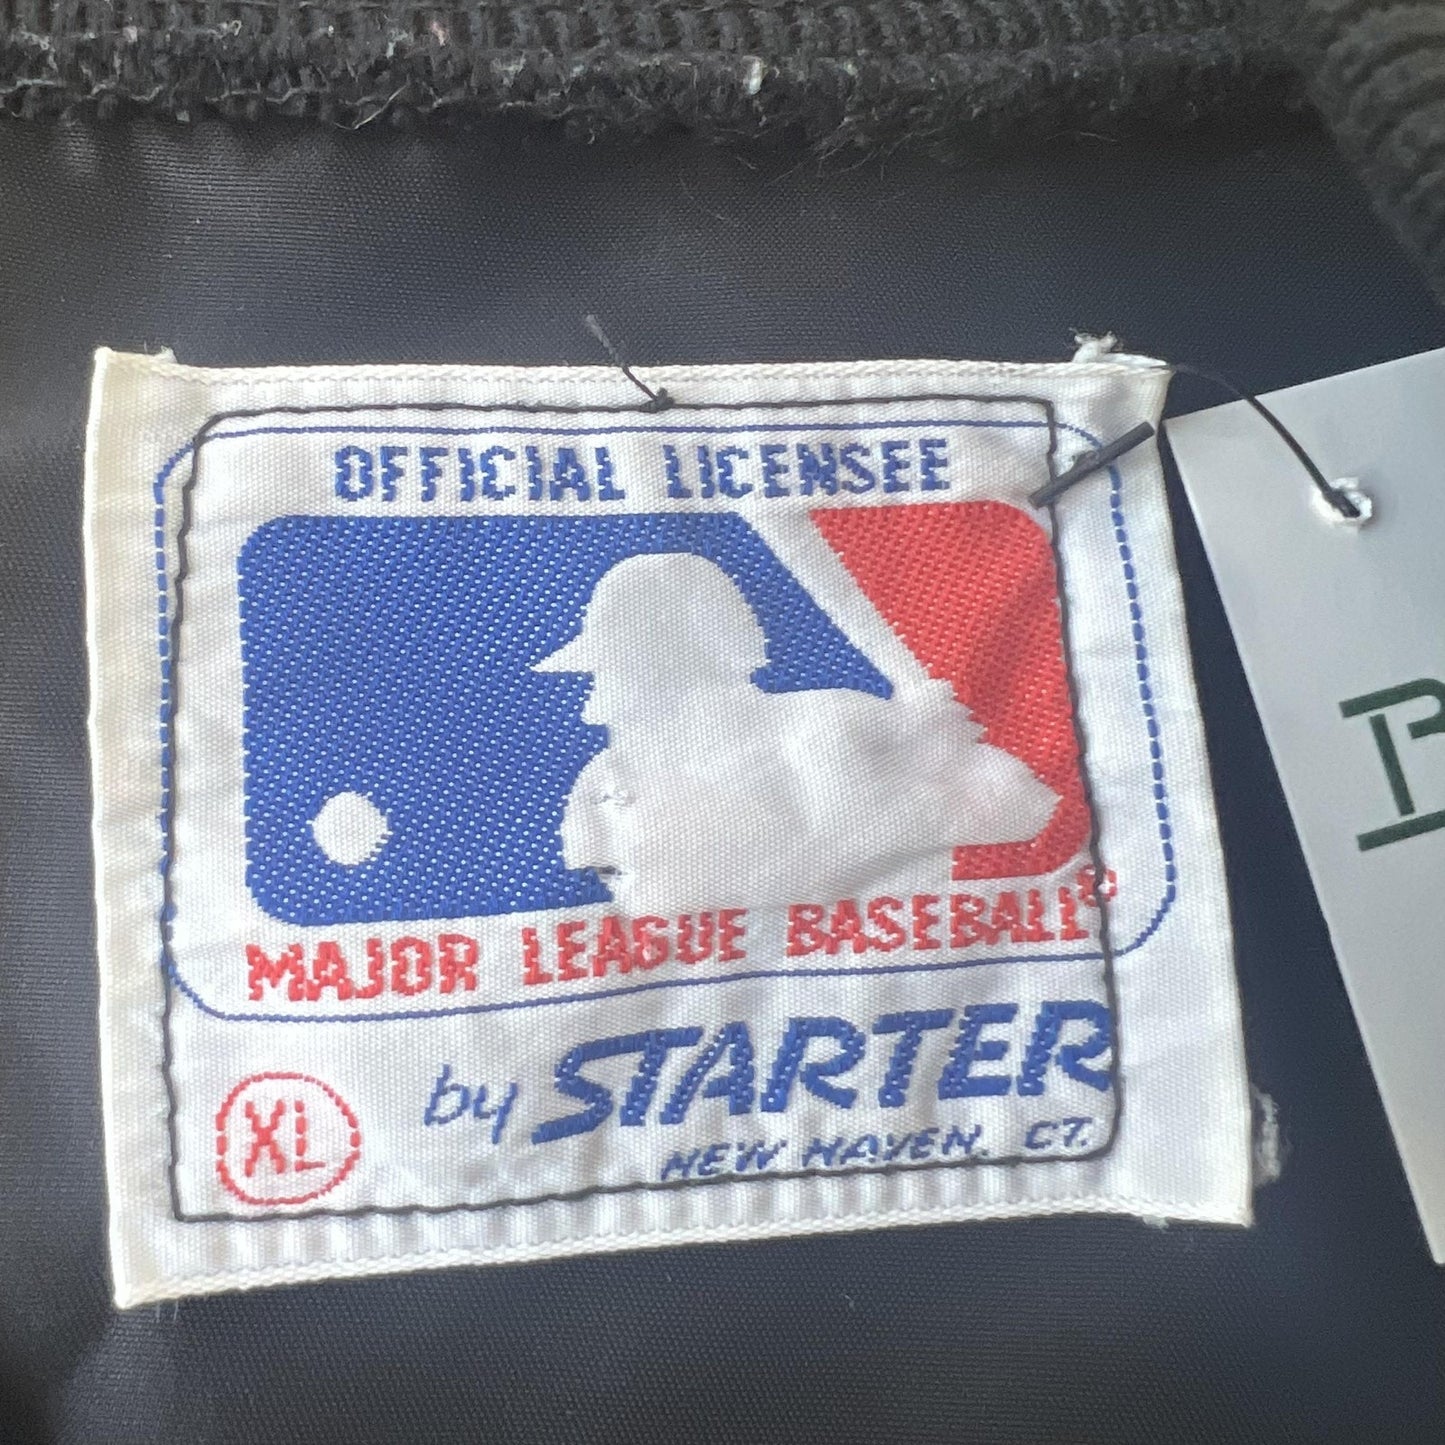 OFFICIAL LICENSEE
MAJOR LEAGUE BASEBALL®
by STARTER
NEW HAVEN, CT.
XL